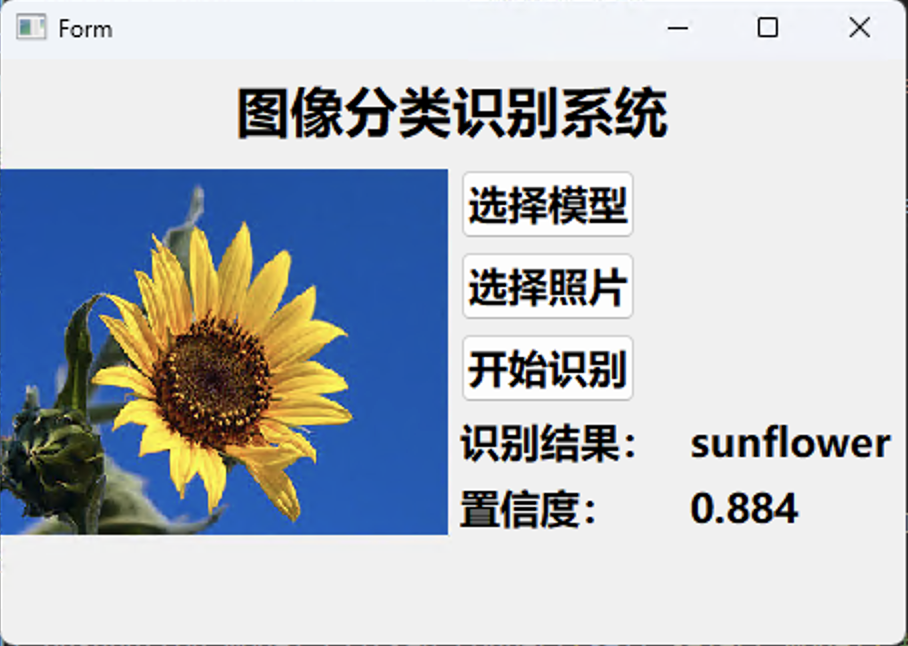 Form
图像分类识别系统
选择模型
选择照片
开始识别
识别结果： sunflower
置信度： 0.884